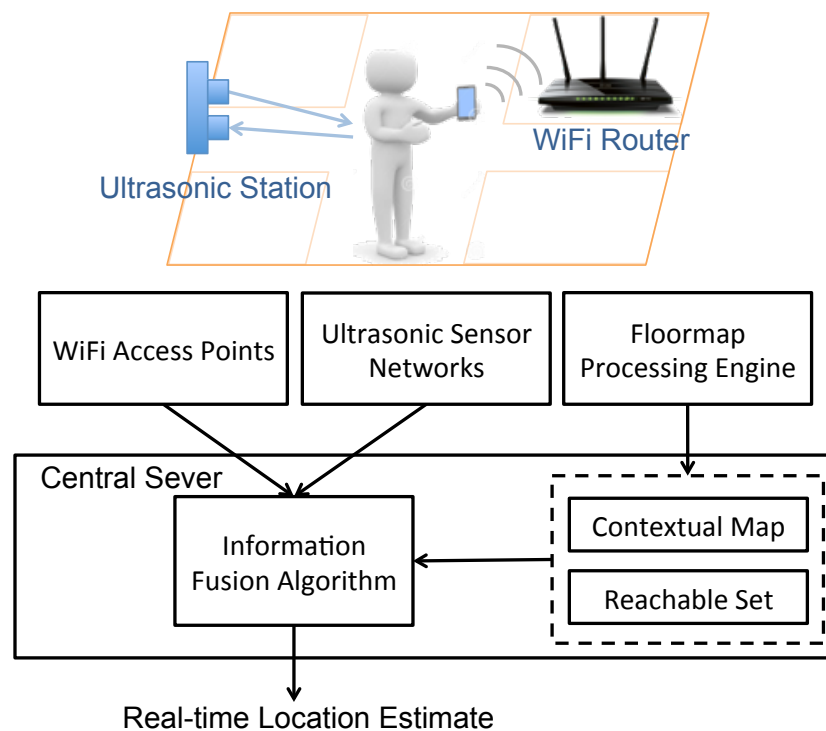 WiFi Router
Ultrasonic Station
WiFi Access Points
Ultrasonic Sensor
Networks
Floormap
Processing Engine
Central Sever
Information
Fusion Algorithm
Contextual Map
Reachable Set
Real-time Location Estimate